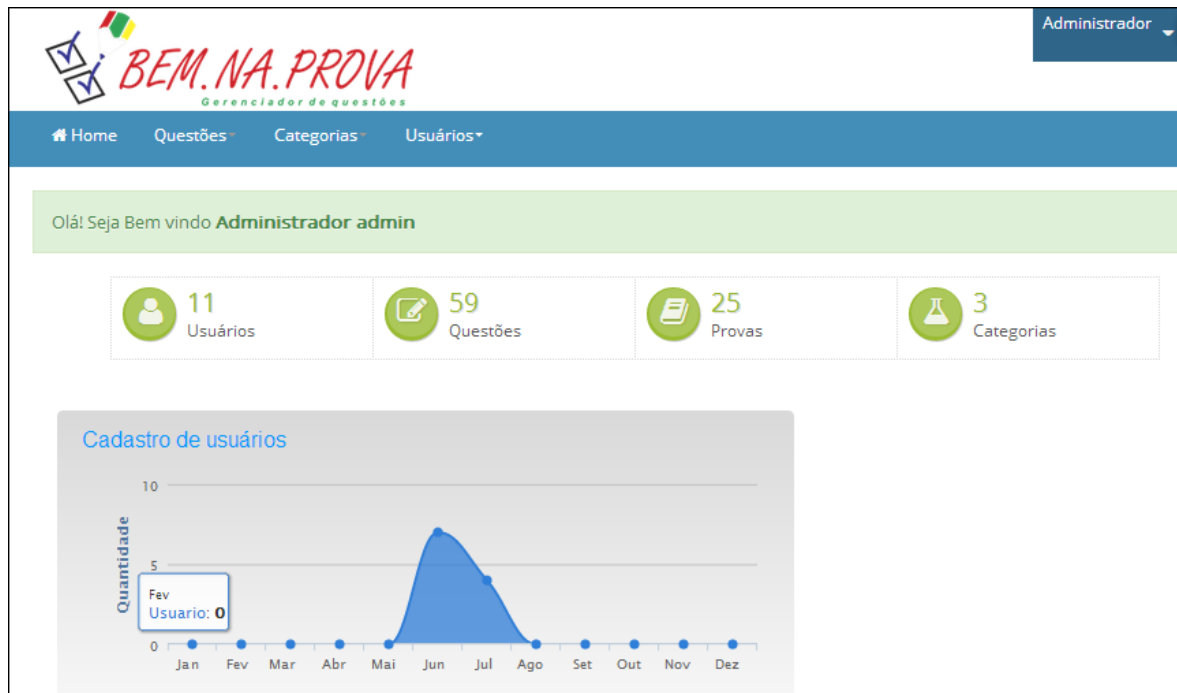 Administrador
BEM.NA.PROVA
Gerenciador de questões
Home Questões Categorias Usuários
Olá! Seja Bem vindo Administrador admin
11 Usuários
59 Questões
25 Provas
3 Categorias
Cadastro de usuários
Quantidade
10
5
0
Fev
Usuario: 0
Jan Fev Mar Abr Mai Jun Jul Ago Set Out Nov Dez